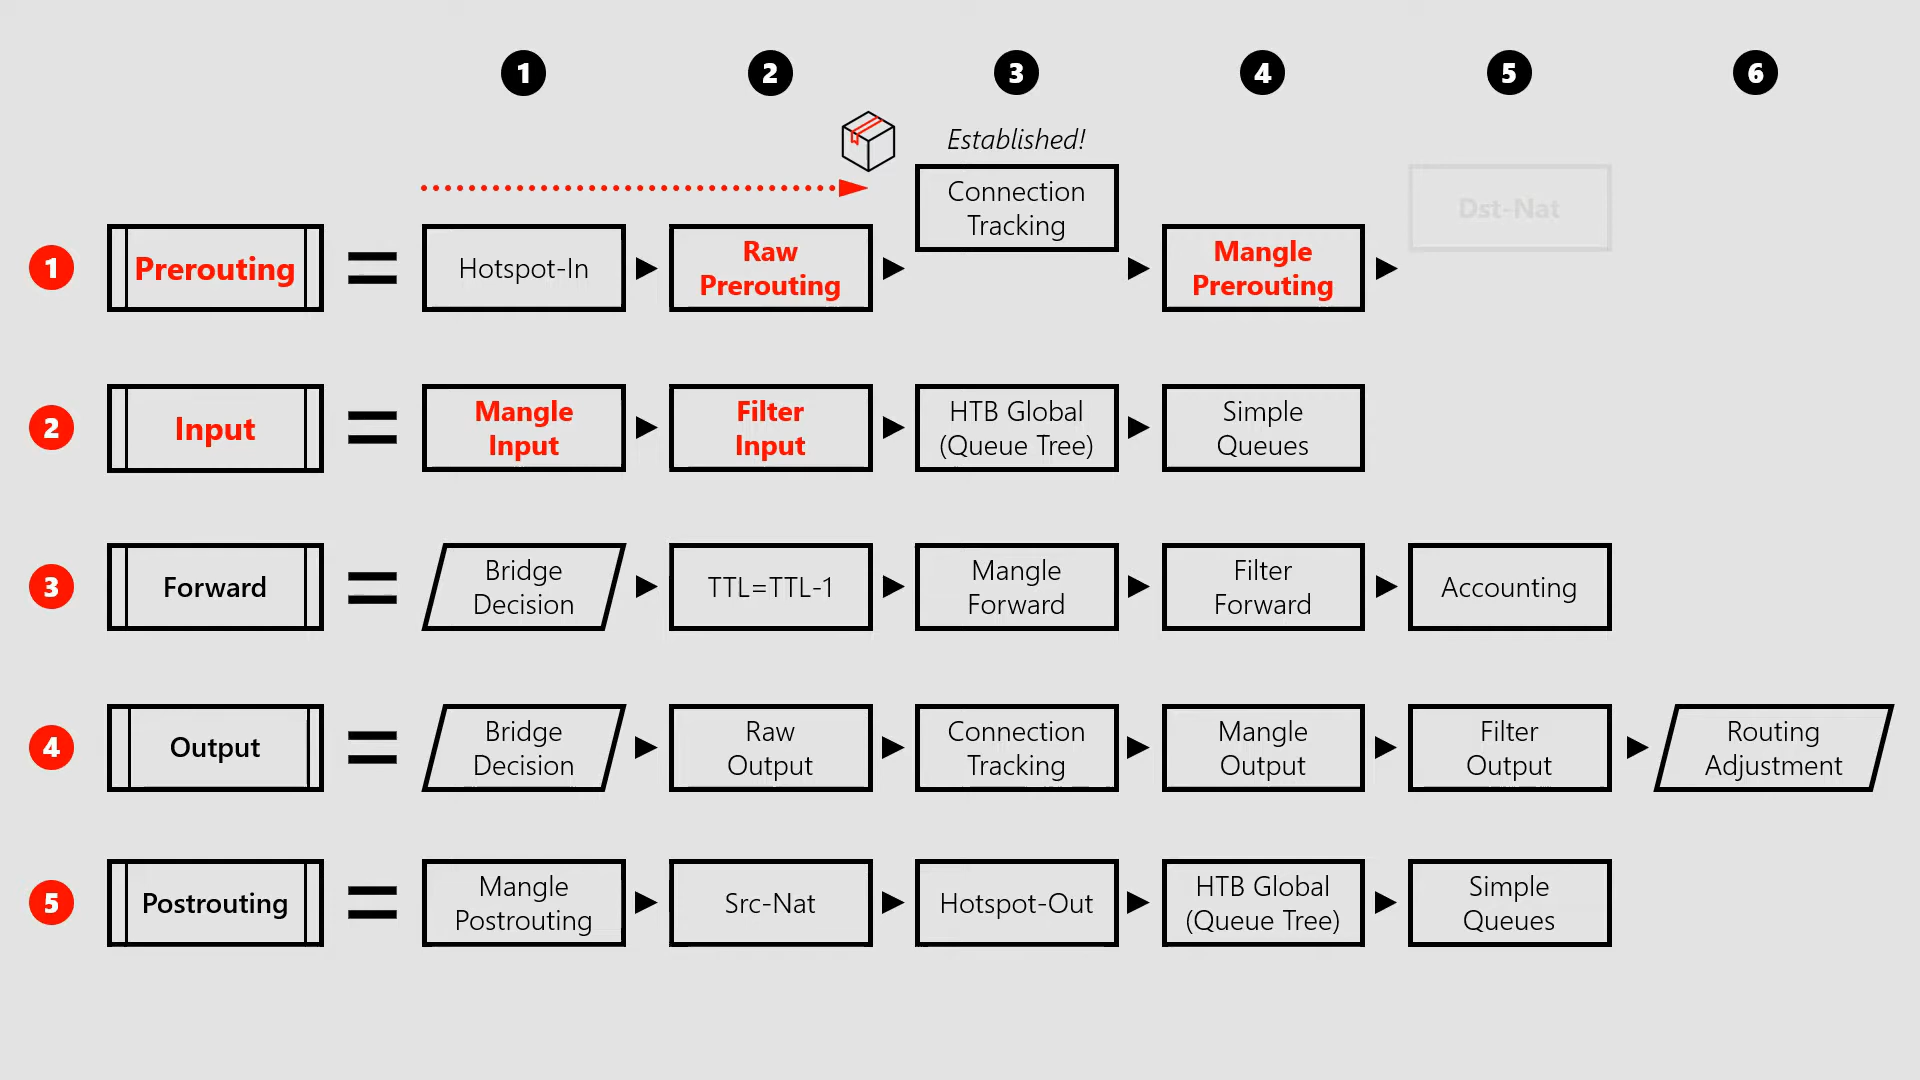 1 2 3 4 5 6
Established!
Connection
Tracking
Dst-Nat
1 Prerouting = Hotspot-In
Raw
Prerouting
Mangle
Prerouting
2 Input =
Mangle
Input
Filter
Input
HTB Global
(Queue Tree)
Simple
Queues
3 Forward =
Bridge
Decision
TTL=TTL-1
Mangle
Forward
Filter
Forward
Accounting
4 Output =
Bridge
Decision
Raw
Output
Connection
Tracking
Mangle
Output
Filter
Output
Routing
Adjustment
5 Postrouting =
Mangle
Postrouting
Src-Nat
Hotspot-Out
HTB Global
(Queue Tree)
Simple
Queues